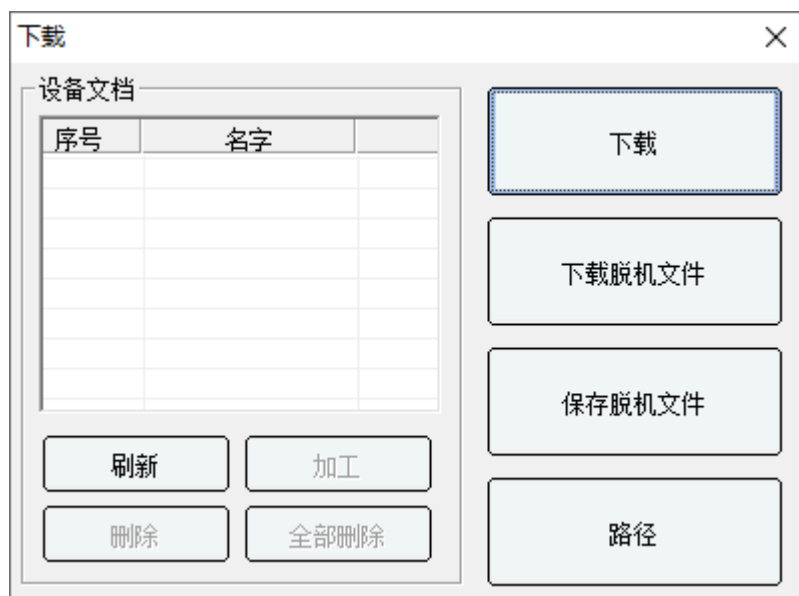 下载
设备文档
序号 名字
刷新 加工
删除 全部删除
下载
下载脱机文件
保存脱机文件
路径